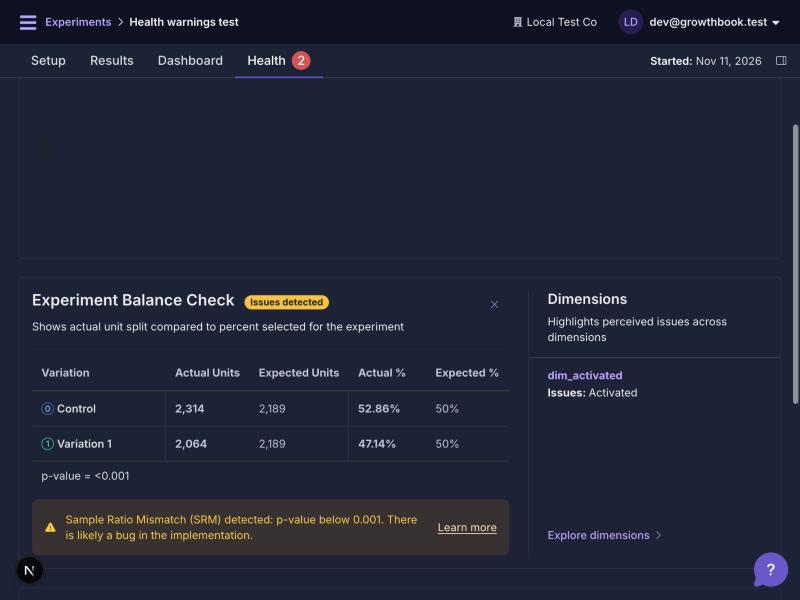 Experiments > Health warnings test
Local Test Co
LD
dev@growthbook.test
Setup
Results
Dashboard
Health 2
Started: Nov 11, 2026
Experiment Balance Check
Issues detected
Shows actual unit split compared to percent selected for the experiment
Variation Actual Units Expected Units Actual % Expected %
0 Control 2,314 2,189 52.86% 50%
1 Variation 1 2,064 2,189 47.14% 50%
p-value = <0.001
Sample Ratio Mismatch (SRM) detected: p-value below 0.001. There
is likely a bug in the implementation.
Learn more
Dimensions
Highlights perceived issues across
dimensions
dim_activated
Issues: Activated
Explore dimensions >
N
?